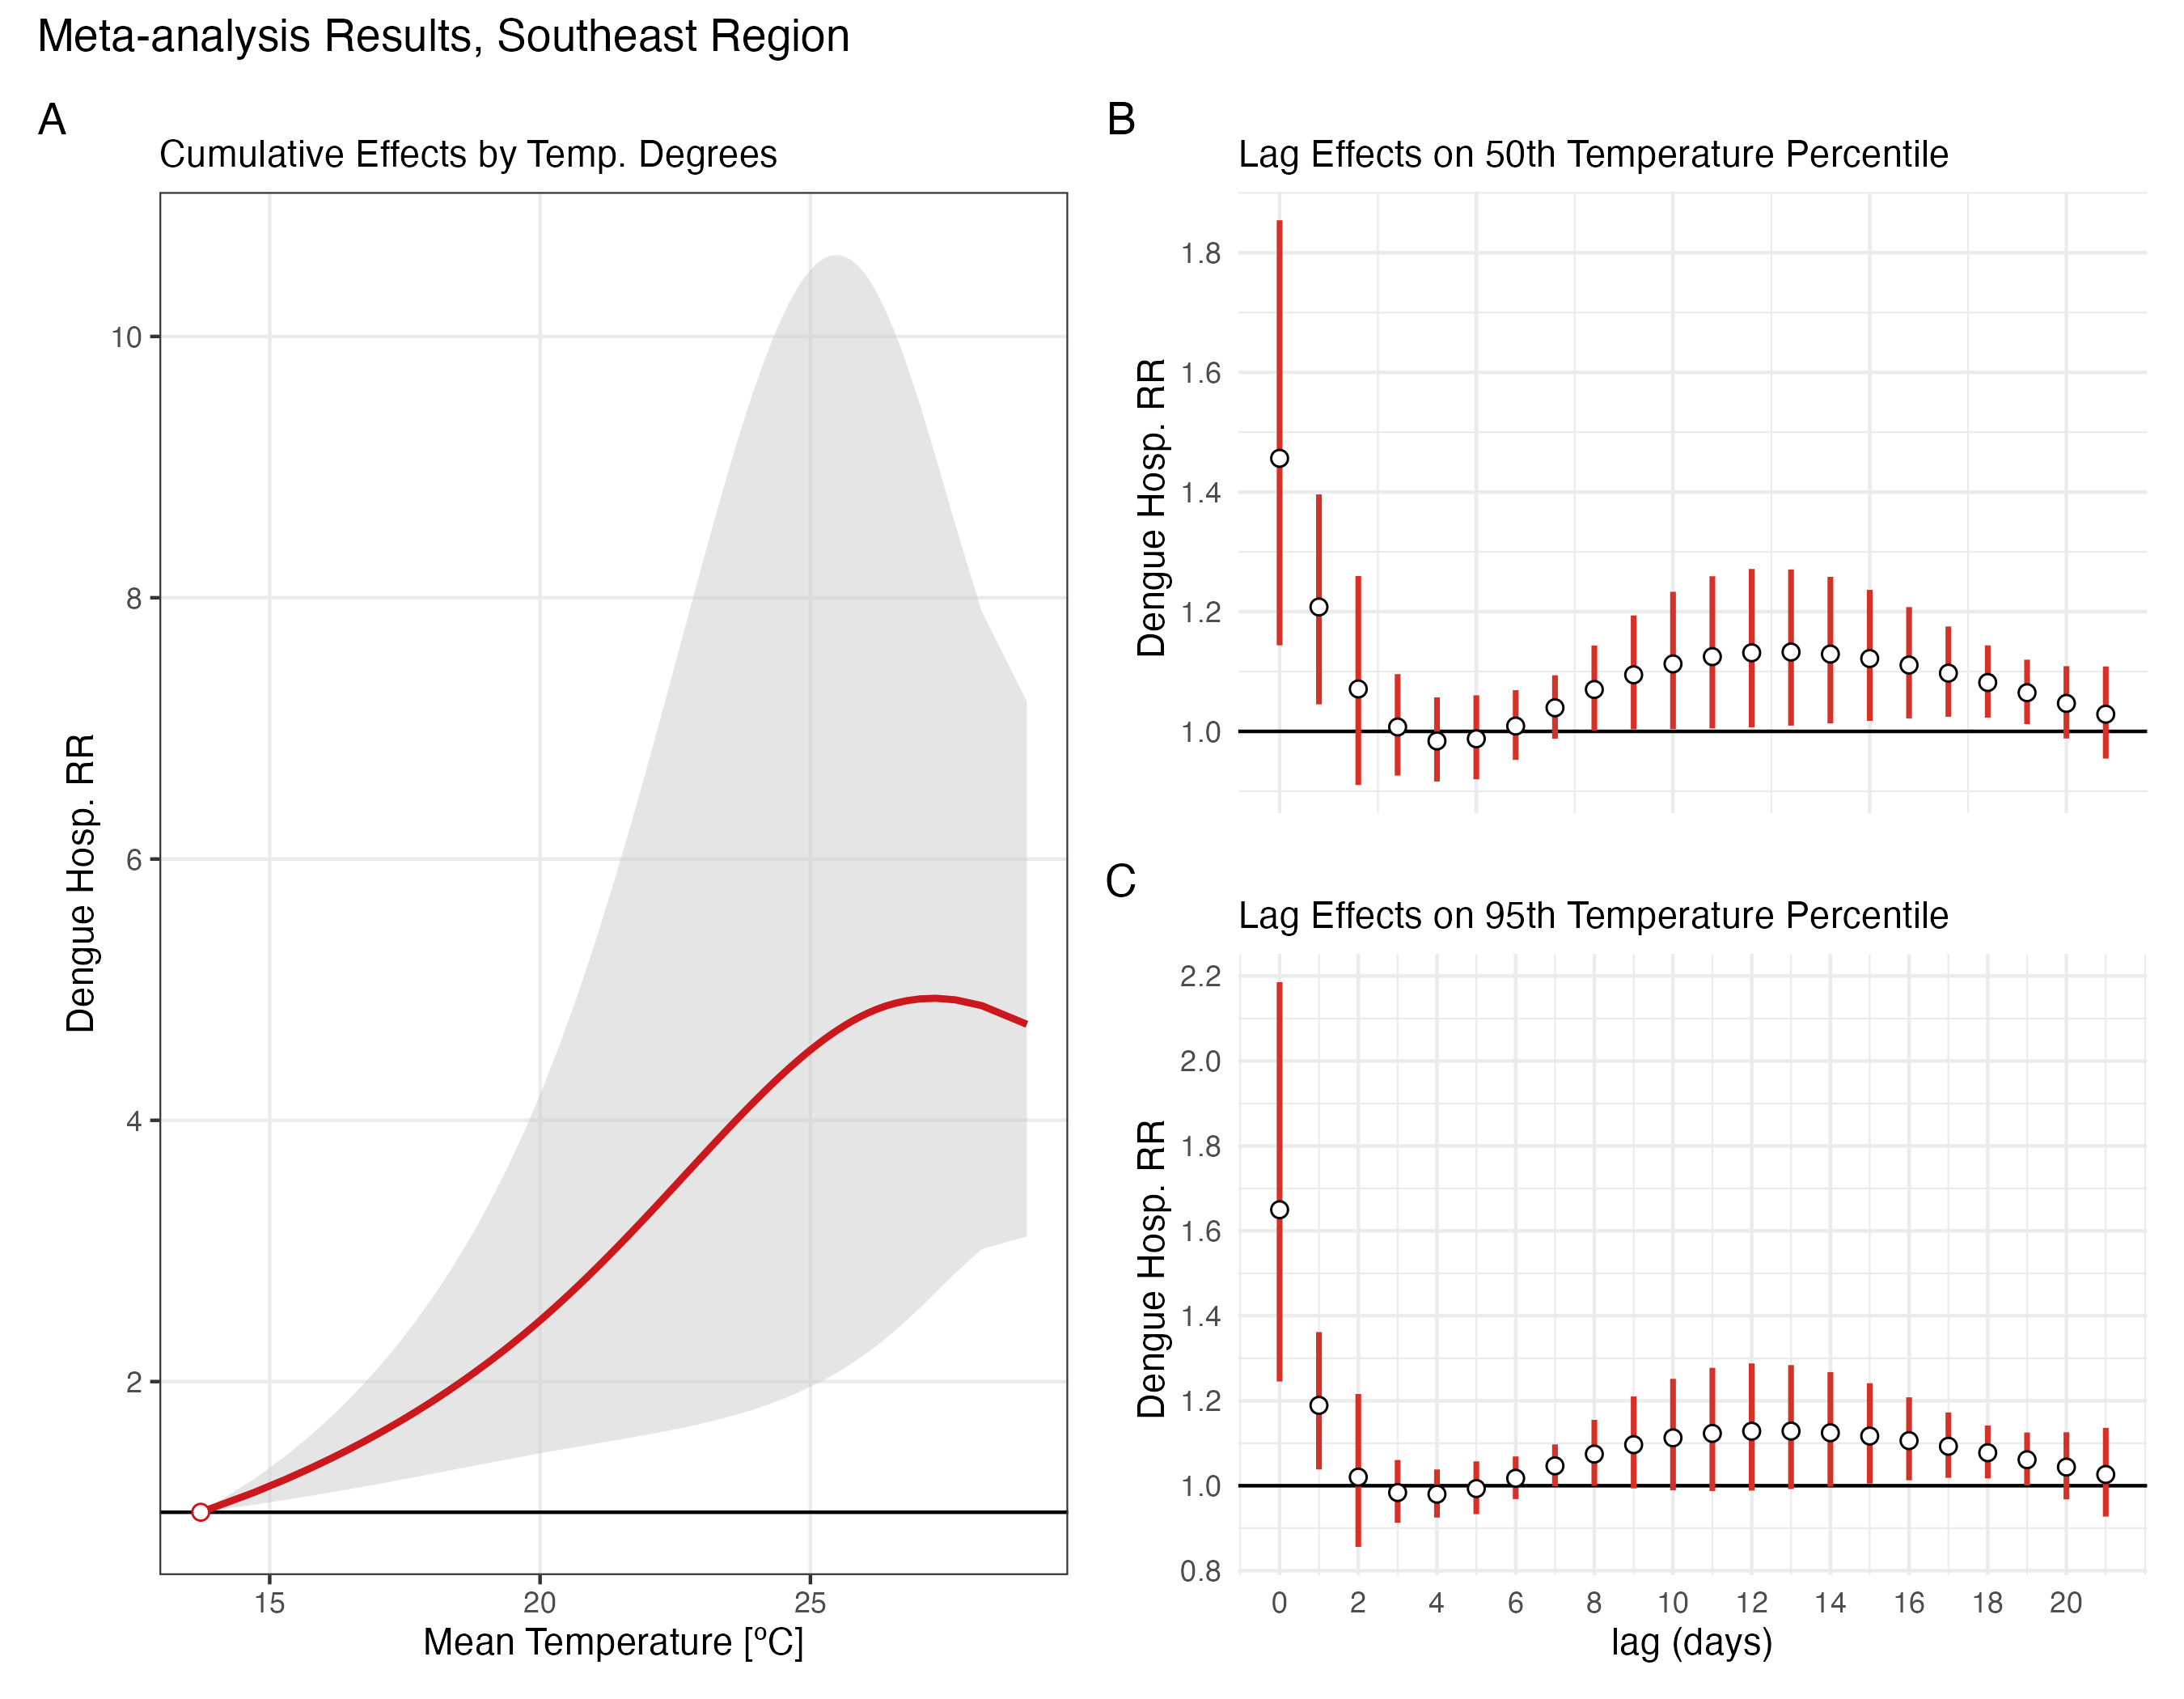 Meta-analysis Results, Southeast Region
A
Cumulative Effects by Temp. Degrees
Dengue Hosp. RR
10
8
6
4
2
15 20 25
Mean Temperature [ºC]
B
Lag Effects on 50th Temperature Percentile
Dengue Hosp. RR
1.8
1.6
1.4
1.2
1.0
C
Lag Effects on 95th Temperature Percentile
Dengue Hosp. RR
2.2
2.0
1.8
1.6
1.4
1.2
1.0
0.8
0 2 4 6 8 10 12 14 16 18 20
lag (days)